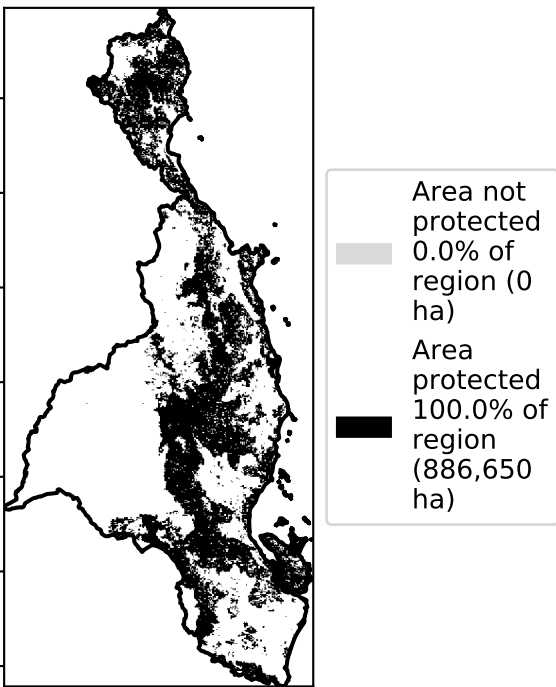 Area not
protected
0.0% of
region (0
ha)
Area
protected
100.0% of
region
(886,650
ha)